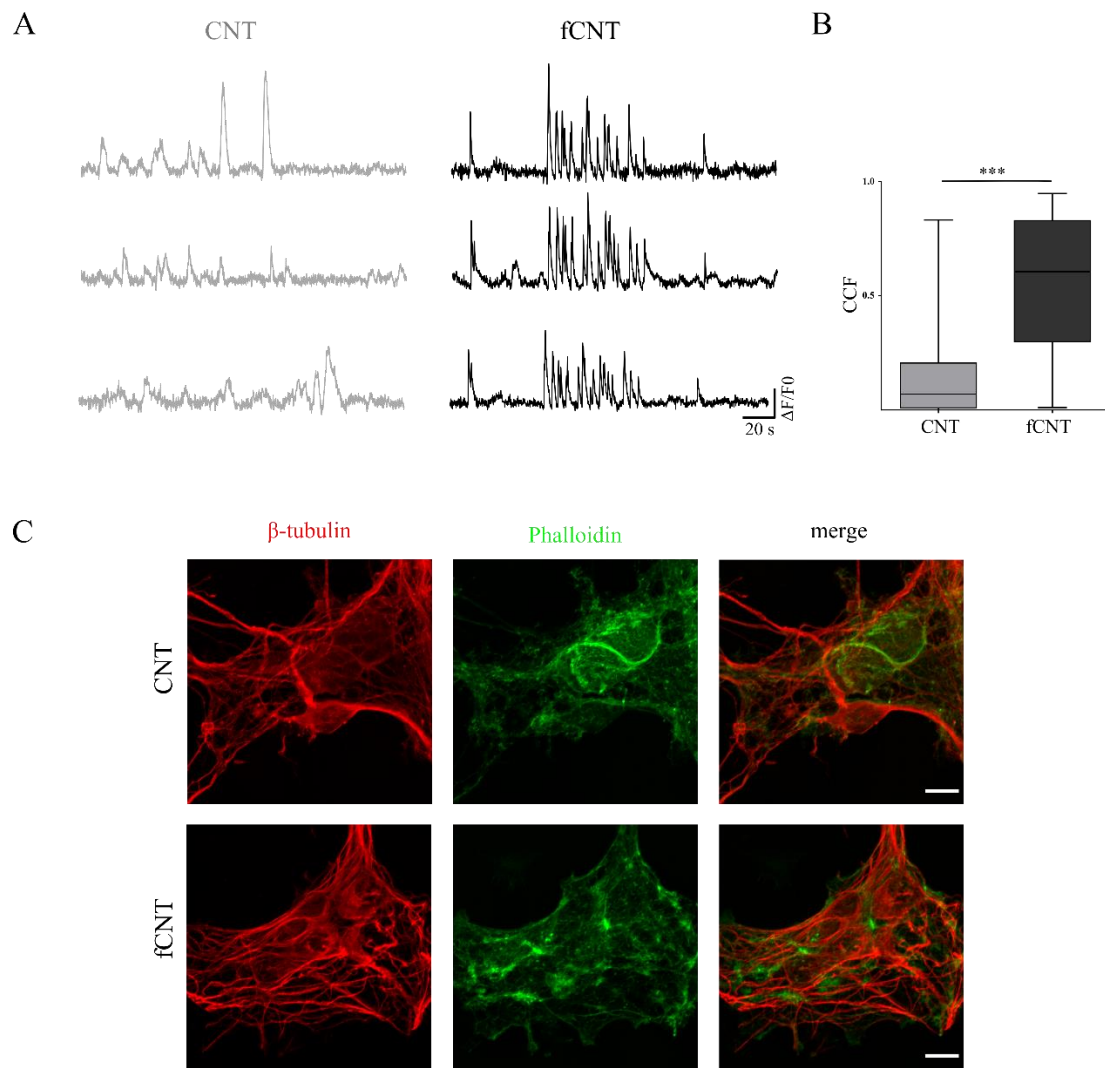 A
CNT
fCNT
B
***
1.0
0.5
CCF
CNT
fCNT
ΔF/F0
20 s
C
β-tubulin
Phalloidin
merge
CNT
fCNT